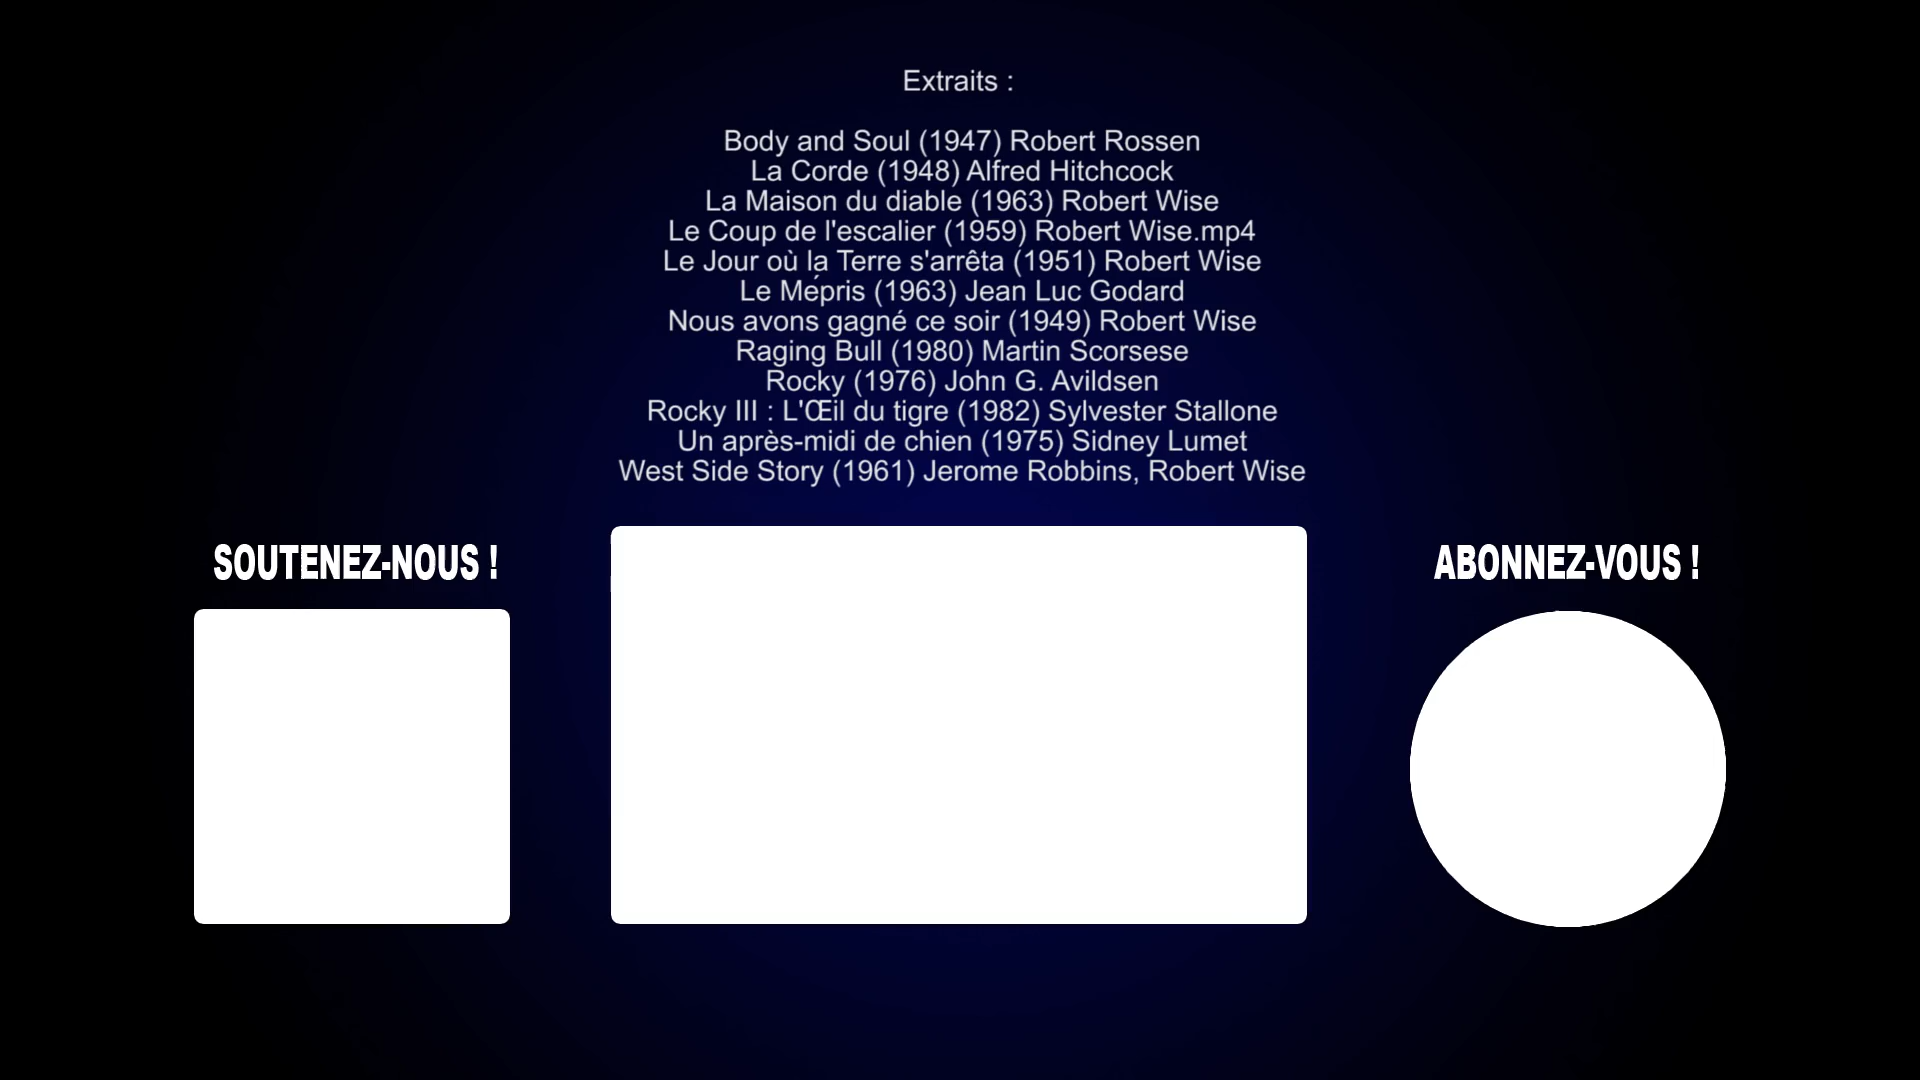 Extraits :
Body and Soul (1947) Robert Rossen
La Corde (1948) Alfred Hitchcock
La Maison du diable (1963) Robert Wise
Le Coup de l'escalier (1959) Robert Wise.mp4
Le Jour où la Terre s'arrêta (1951) Robert Wise
Le Mépris (1963) Jean Luc Godard
Nous avons gagné ce soir (1949) Robert Wise
Raging Bull (1980) Martin Scorsese
Rocky (1976) John G. Avildsen
Rocky III : L'Œil du tigre (1982) Sylvester Stallone
Un après-midi de chien (1975) Sidney Lumet
West Side Story (1961) Jerome Robbins, Robert Wise
SOUTENEZ-NOUS !
ABONNEZ-VOUS !